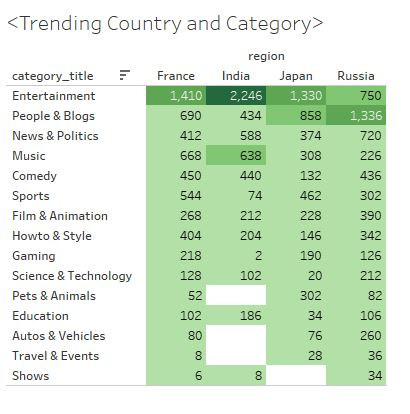 <Trending Country and Category>
region
category_title France India Japan Russia
Entertainment 1,410 2,246 1,330 750
People & Blogs 690 434 858 1,336
News & Politics 412 588 374 720
Music 668 638 308 226
Comedy 450 440 132 436
Sports 544 74 462 302
Film & Animation 268 212 228 390
Howto & Style 404 204 146 342
Gaming 218 2 190 126
Science & Technology 128 102 20 212
Pets & Animals 52 302 82
Education 102 186 34 106
Autos & Vehicles 80 76 260
Travel & Events 8 28 36
Shows 6 8 34